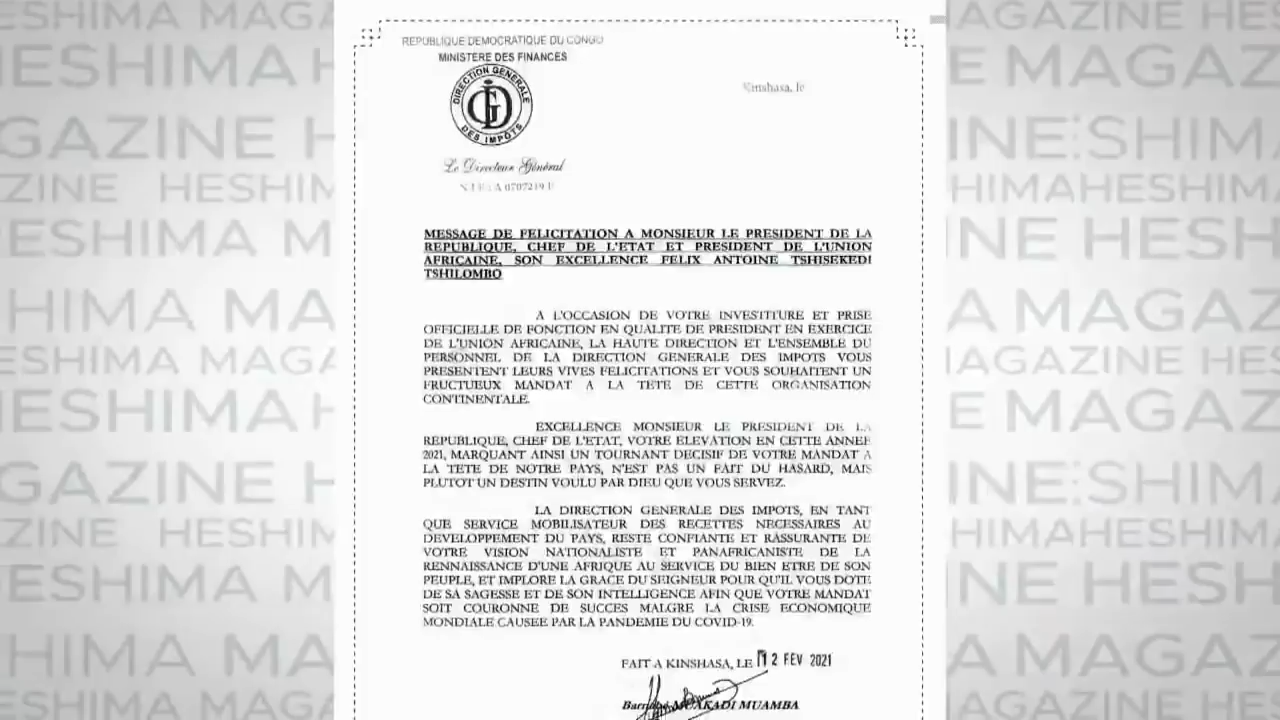 REPUBLIQUE DEMOCRATIQUE DU CONGO
MINISTERE DES FINANCES
DIRECTION GENERALE DES IMPÔTS
Kinshasa, le
Le Directeur Général
MESSAGE DE FELICITATION A MONSIEUR LE PRESIDENT DE LA
REPUBLIQUE, CHEF DE L'ETAT ET PRESIDENT DE L'UNION
AFRICAINE, SON EXCELLENCE FELIX ANTOINE TSHISEKEDI
TSHILOMBO
A L'OCCASION DE VOTRE INVESTITURE ET PRISE
OFFICIELLE DE FONCTION EN QUALITE DE PRESIDENT EN EXERCICE
DE L'UNION AFRICAINE, LA HAUTE DIRECTION ET L'ENSEMBLE DU
PERSONNEL DE LA DIRECTION GENERALE DES IMPOTS VOUS
PRESENTENT LEURS VIVES FELICITATIONS ET VOUS SOUHAITENT UN
FRUCTUEUX MANDAT A LA TETE DE CETTE ORGANISATION
CONTINENTALE.
EXCELLENCE MONSIEUR LE PRESIDENT DE LA
REPUBLIQUE, CHEF DE L'ETAT, VOTRE ELEVATION EN CETTE ANNEE
2021, MARQUANT AINSI UN TOURNANT DECISIF DE VOTRE MANDAT A
LA TETE DE NOTRE PAYS, N'EST PAS UN FAIT DU HASARD, MAIS
PLUTOT UN DESTIN VOULU PAR DIEU QUE VOUS SERVEZ.
LA DIRECTION GENERALE DES IMPOTS, EN TANT
QUE SERVICE MOBILISATEUR DES RECETTES NECESSAIRES AU
DEVELOPPEMENT DU PAYS, RESTE CONFIANTE ET RASSURANTE DE
VOTRE VISION NATIONALISTE ET PANAFRICANISTE DE LA
RENNAISSANCE D'UNE AFRIQUE AU SERVICE DU BIEN ETRE DE SON
PEUPLE, ET IMPLORE LA GRACE DU SEIGNEUR POUR QU'IL VOUS DOTE
DE SA SAGESSE ET DE SON INTELLIGENCE AFIN QUE VOTRE MANDAT
SOIT COURONNE DE SUCCES MALGRE LA CRISE ECONOMIQUE
MONDIALE CAUSEE PAR LA PANDEMIE DU COVID-19.
FAIT A KINSHASA, LE 12 FEV 2021
MUAKADI MUAMBA
HESHIMA MAGAZINE